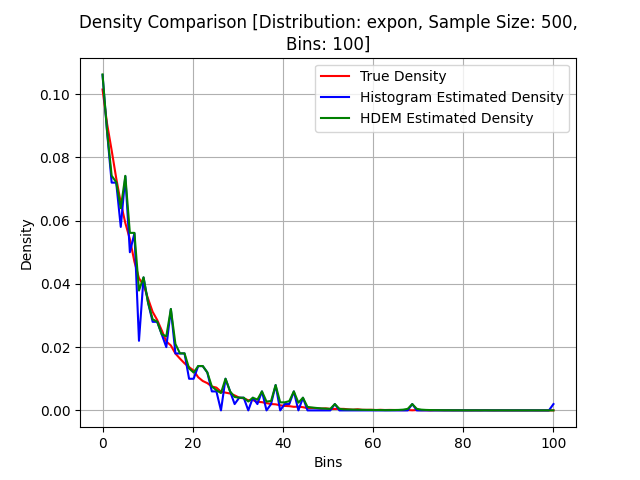 Density Comparison [Distribution: expon, Sample Size: 500,
Bins: 100]
True Density
Histogram Estimated Density
HDEM Estimated Density
Density
0.10
0.08
0.06
0.04
0.02
0.00
0 20 40 60 80 100
Bins